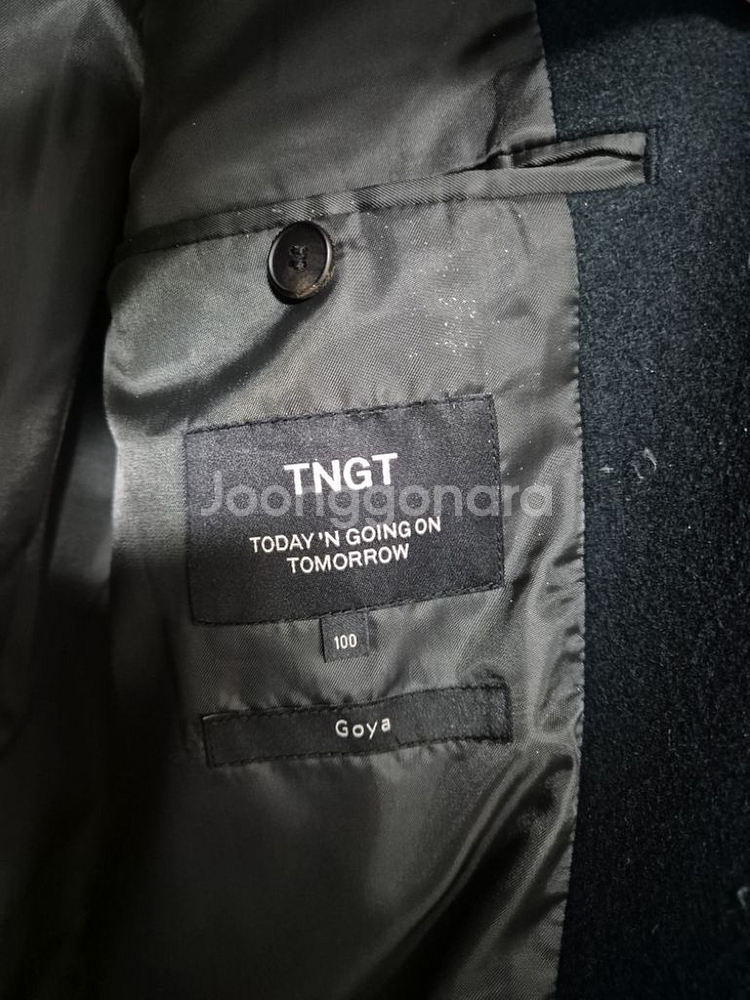 TNGT
Joonggonara
TODAY 'N GOING ON
TOMORROW
100
Goya